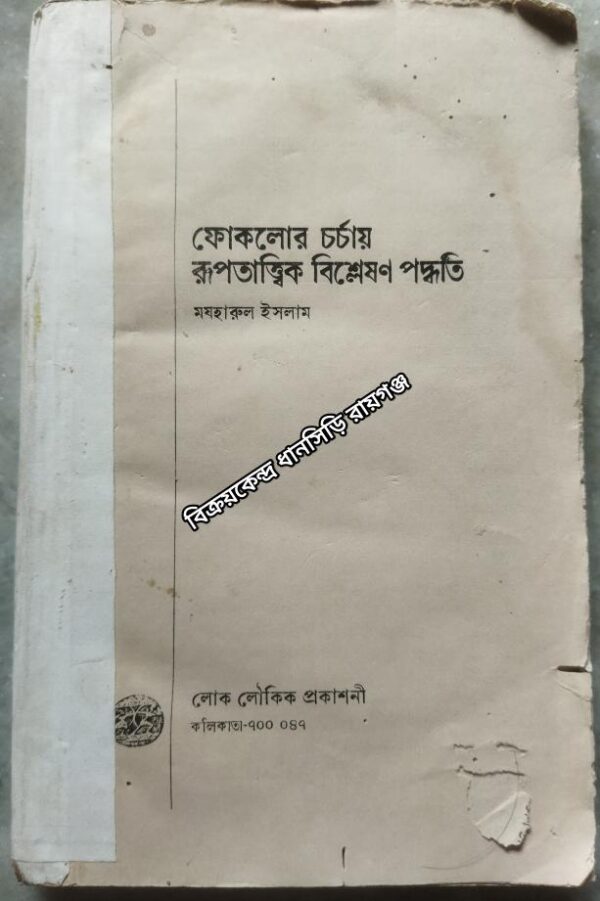 ফোকলোর চর্চায়
রূপতাত্ত্বিক বিশ্লেষণ পদ্ধতি
মযহারুল ইসলাম
বিক্রয়কেন্দ্র ধানসিড়ি রায়গঞ্জ
লোক লৌকিক প্রকাশনী
কলিকাতা-৭০০ ০৪৭